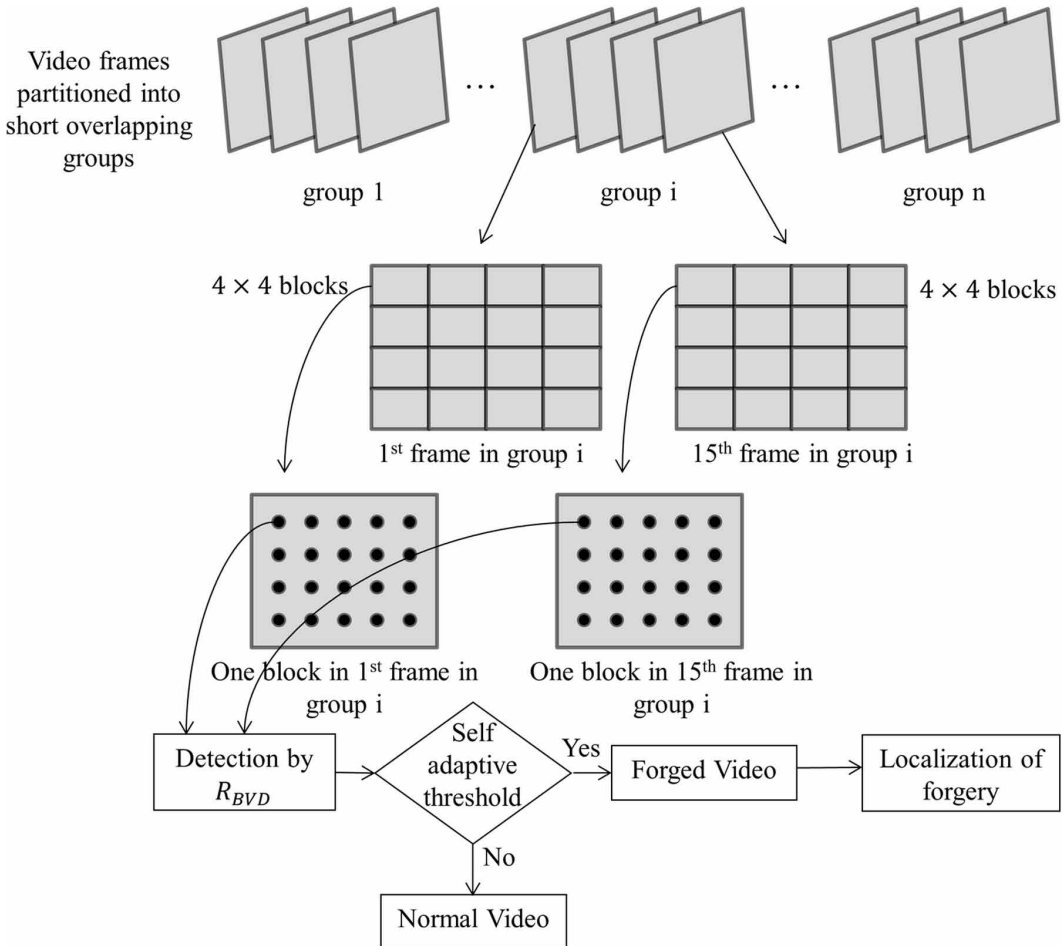 Video frames
partitioned into
short overlapping
groups
... ...
group 1 group i group n
4 × 4 blocks 4 × 4 blocks
1st frame in group i 15th frame in group i
One block in 1st frame in
group i
One block in 15th frame in
group i
Detection by
R_BVD
Self
adaptive
threshold
Yes
Forged Video
Localization of
forgery
No
Normal Video